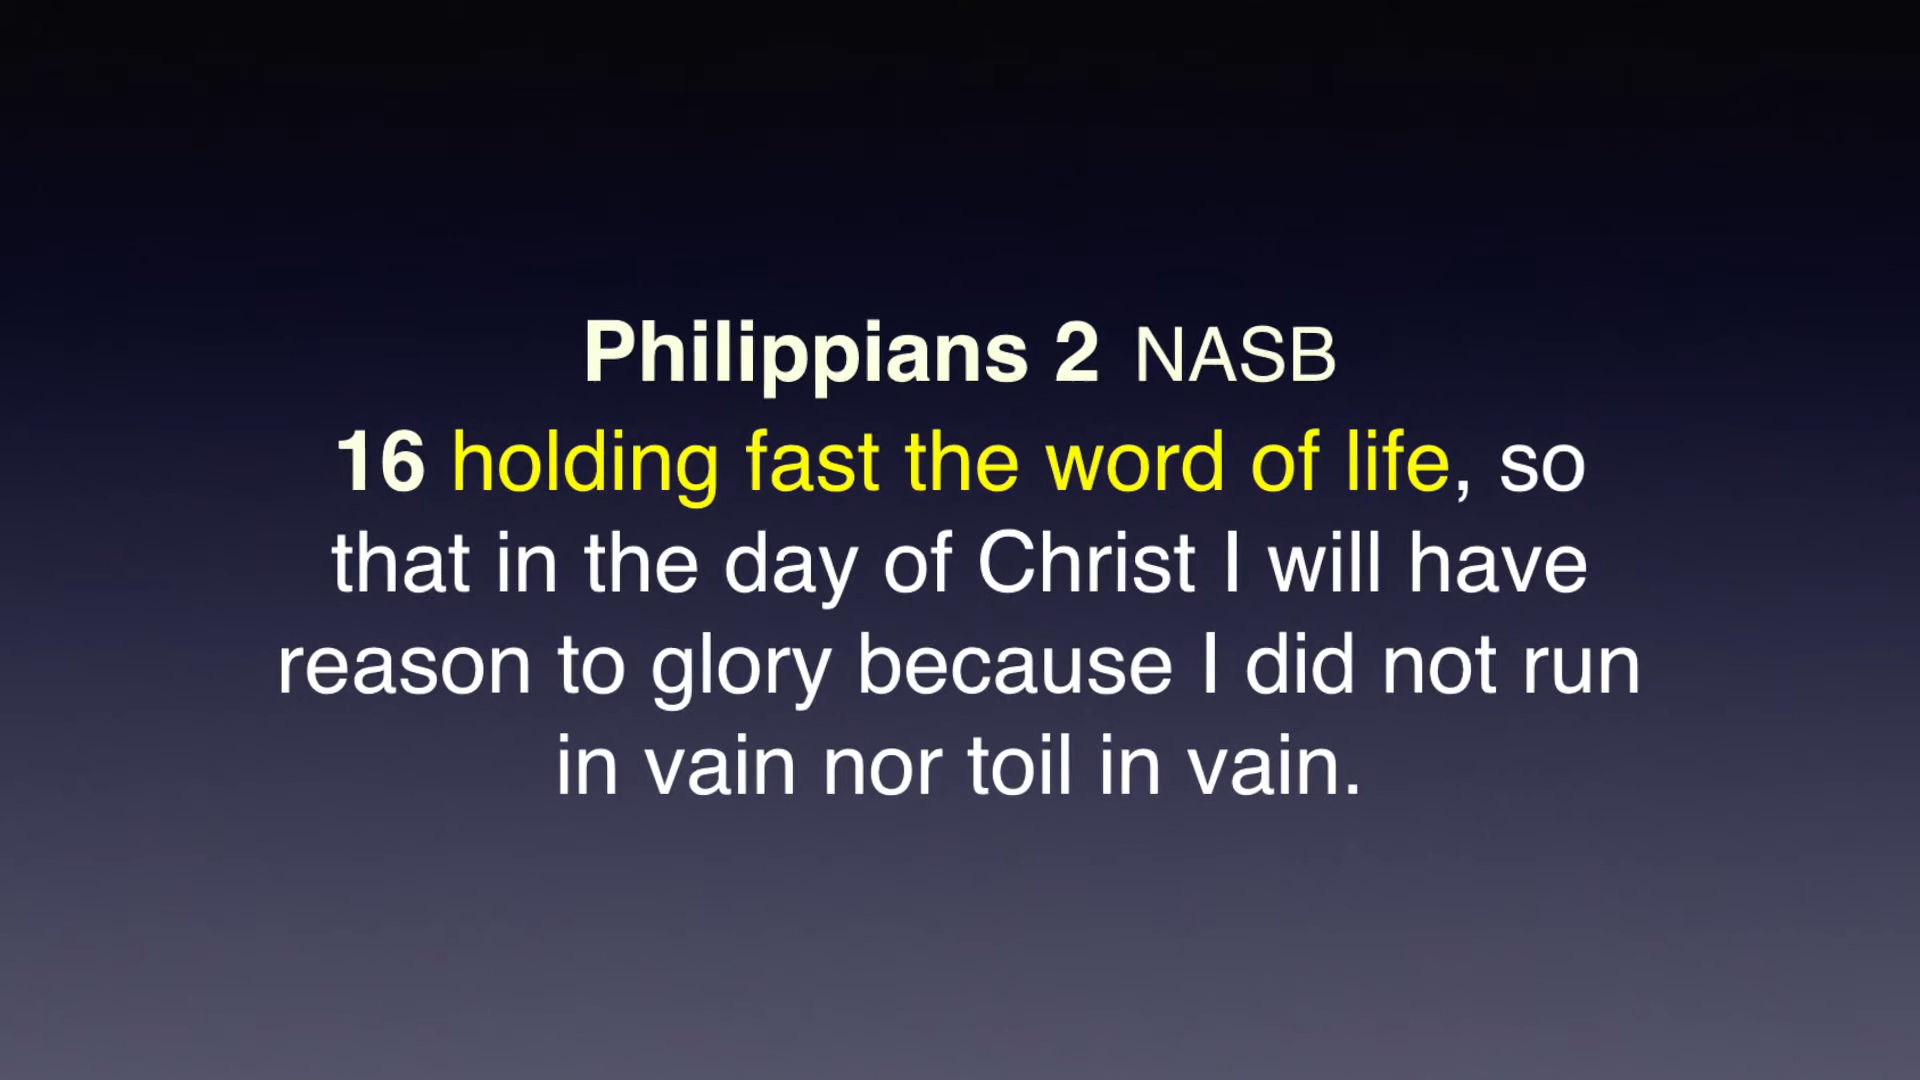 Philippians 2 NASB
16 holding fast the word of life, so
that in the day of Christ I will have
reason to glory because I did not run
in vain nor toil in vain.